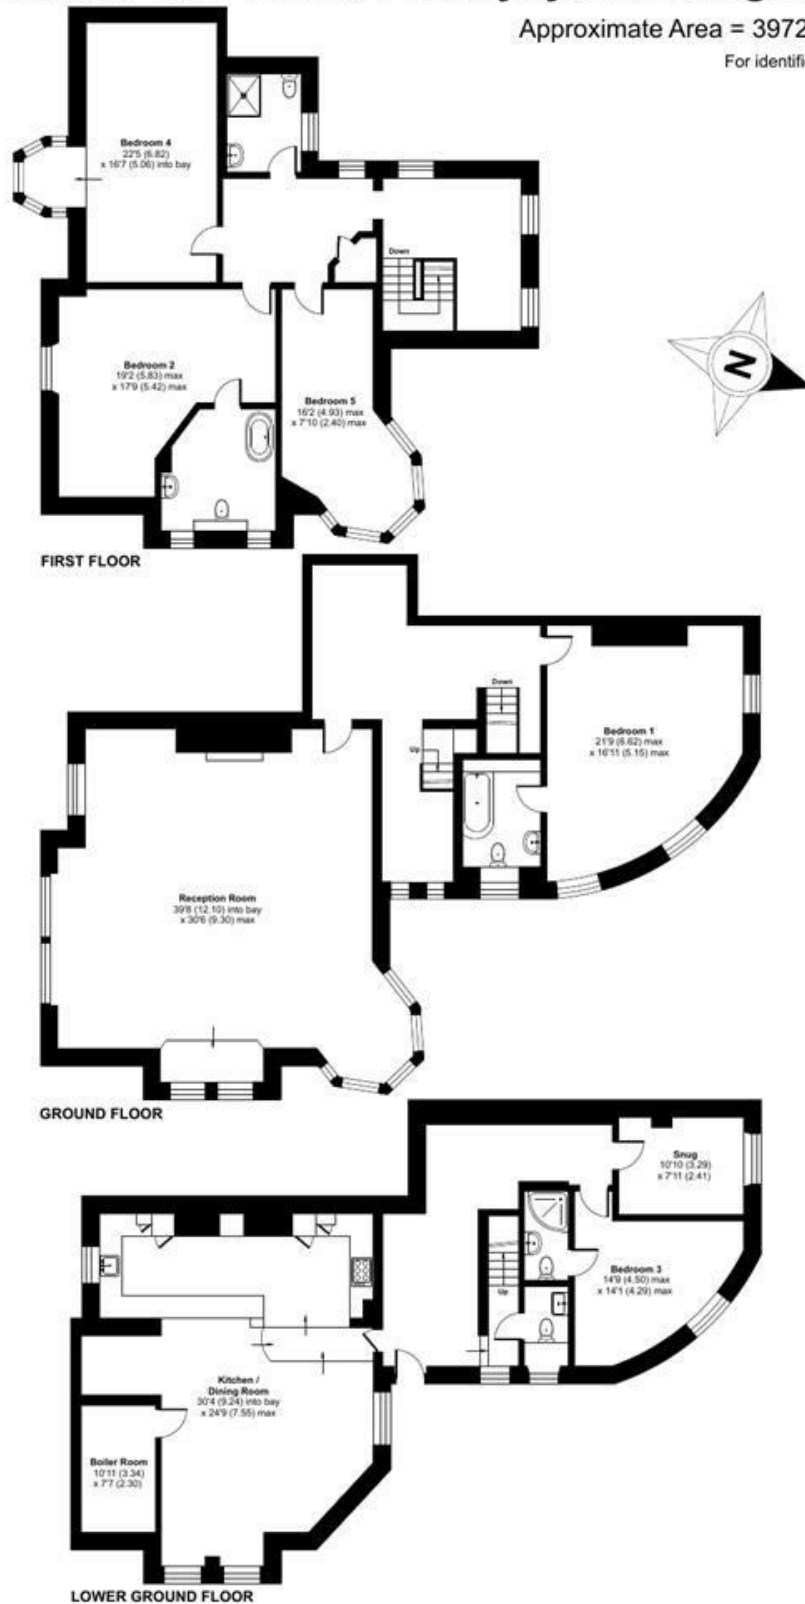 Approximate Area = 3972
For identifi
Bedroom 4
22'5 (6.82)
x 16'7 (5.06) into bay
Down
Bedroom 2
19'2 (5.83) max
x 17'9 (5.42) max
Bedroom 5
16'2 (4.93) max
x 7'10 (2.40) max
N
FIRST FLOOR
Down
Up
Bedroom 1
21'9 (6.62) max
x 16'11 (5.15) max
Reception Room
39'8 (12.10) into bay
x 30'6 (9.30) max
GROUND FLOOR
Snug
10'10 (3.29)
x 7'11 (2.41)
Bedroom 3
14'9 (4.50) max
x 14'1 (4.29) max
Up
Kitchen /
Dining Room
30'4 (9.24) into bay
x 24'9 (7.55) max
Boiler Room
10'11 (3.34)
x 7'7 (2.30)
LOWER GROUND FLOOR